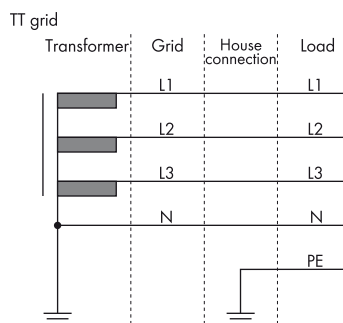 TT grid
Transformer Grid House connection Load
L1 L1
L2 L2
L3 L3
N N
PE